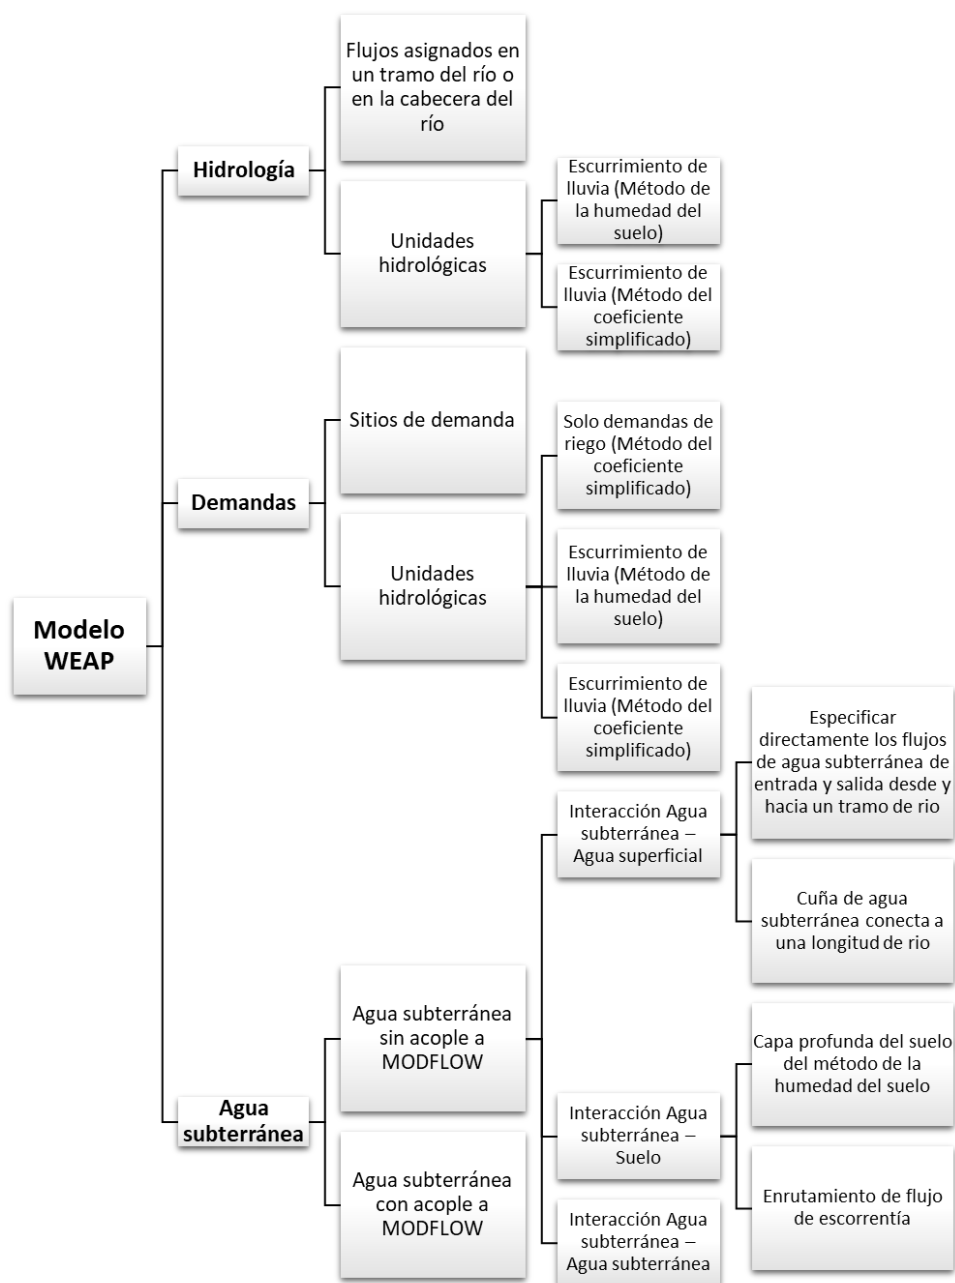 Modelo
WEAP
Hidrología
Flujos asignados en
un tramo del río o
en la cabecera del
río
Unidades
hidrológicas
Escurrimiento de
lluvia (Método de
la humedad del
suelo)
Escurrimiento de
lluvia (Método del
coeficiente
simplificado)
Demandas
Sitios de demanda
Unidades
hidrológicas
Solo demandas de
riego (Método del
coeficiente
simplificado)
Escurrimiento de
lluvia (Método de
la humedad del
suelo)
Escurrimiento de
lluvia (Método del
coeficiente
simplificado)
Agua
subterránea
Agua subterránea
sin acople a
MODFLOW
Interacción Agua
subterránea –
Agua superficial
Especificar
directamente los flujos
de agua subterránea de
entrada y salida desde y
hacia un tramo de rio
Cuña de agua
subterránea conecta a
una longitud de rio
Interacción Agua
subterránea –
Suelo
Capa profunda del suelo
del método de la
humedad del suelo
Enrutamiento de flujo
de escorrentía
Interacción Agua
subterránea –
Agua subterránea
Agua subterránea
con acople a
MODFLOW